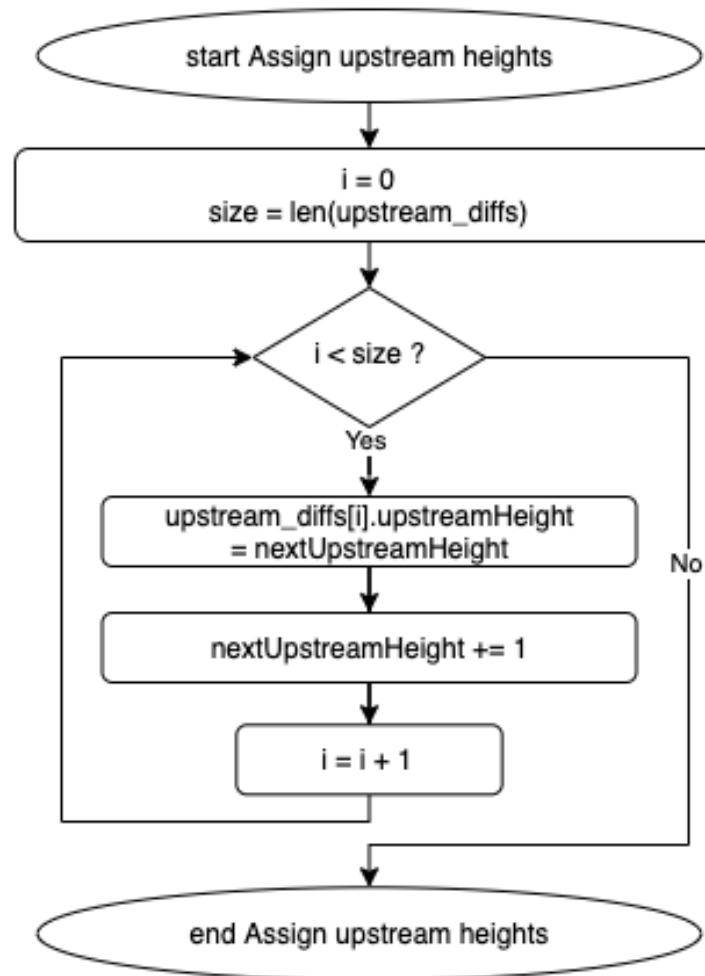 start Assign upstream heights
i = 0
size = len(upstream_diffs)
i < size ?
Yes
upstream_diffs[i].upstreamHeight
= nextUpstreamHeight
No
nextUpstreamHeight += 1
i = i + 1
end Assign upstream heights